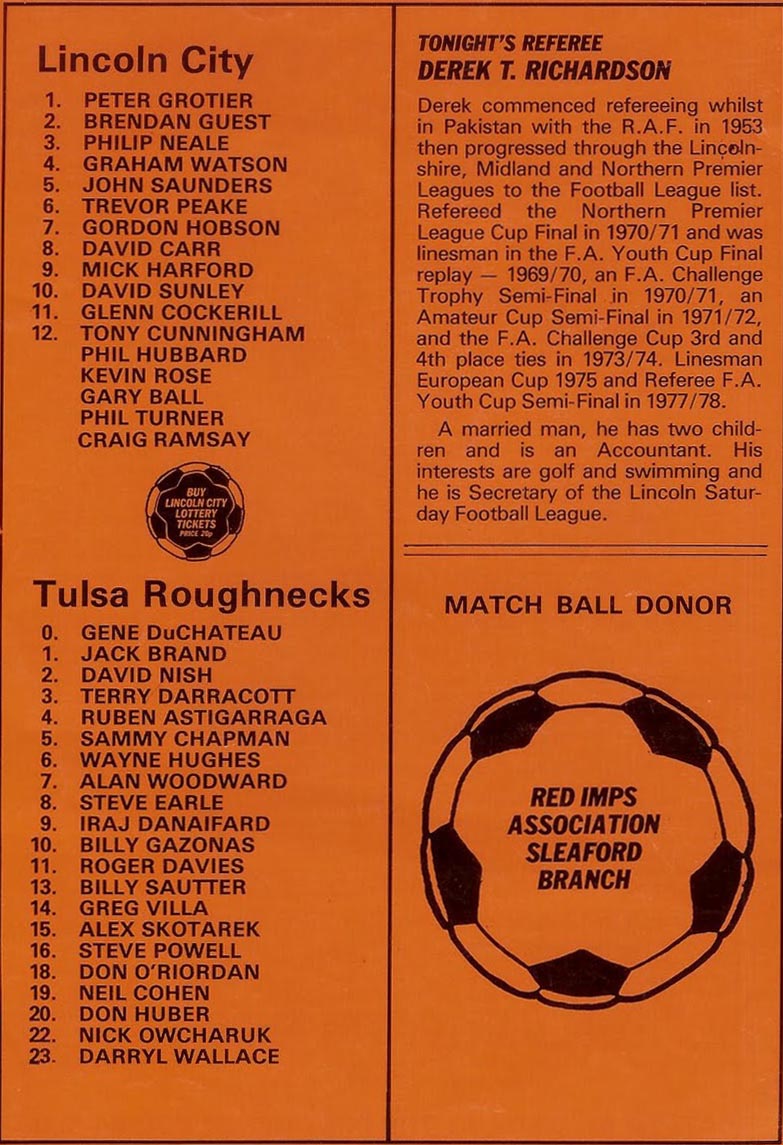 Lincoln City
1. PETER GROTIER
2. BRENDAN GUEST
3. PHILIP NEALE
4. GRAHAM WATSON
5. JOHN SAUNDERS
6. TREVOR PEAKE
7. GORDON HOBSON
8. DAVID CARR
9. MICK HARFORD
10. DAVID SUNLEY
11. GLENN COCKERILL
12. TONY CUNNINGHAM
PHIL HUBBARD
KEVIN ROSE
GARY BALL
PHIL TURNER
CRAIG RAMSAY
BUY
LINCOLN CITY
LOTTERY
TICKETS
PRICE 20p
Tulsa Roughnecks
0. GENE DuCHATEAU
1. JACK BRAND
2. DAVID NISH
3. TERRY DARRACOTT
4. RUBEN ASTIGARRAGA
5. SAMMY CHAPMAN
6. WAYNE HUGHES
7. ALAN WOODWARD
8. STEVE EARLE
9. IRAJ DANAIFARD
10. BILLY GAZONAS
11. ROGER DAVIES
13. BILLY SAUTTER
14. GREG VILLA
15. ALEX SKOTAREK
16. STEVE POWELL
18. DON O'RIORDAN
19. NEIL COHEN
20. DON HUBER
22. NICK OWCHARUK
23. DARRYL WALLACE
TONIGHT'S REFEREE
DEREK T. RICHARDSON
Derek commenced refereeing whilst
in Pakistan with the R.A.F. in 1953
then progressed through the Lincoln-
shire, Midland and Northern Premier
Leagues to the Football League list.
Refereed the Northern Premier
League Cup Final in 1970/71 and was
linesman in the F.A. Youth Cup Final
replay — 1969/70, an F.A. Challenge
Trophy Semi-Final in 1970/71, an
Amateur Cup Semi-Final in 1971/72,
and the F.A. Challenge Cup 3rd and
4th place ties in 1973/74. Linesman
European Cup 1975 and Referee F.A.
Youth Cup Semi-Final in 1977/78.
A married man, he has two child-
ren and is an Accountant. His
interests are golf and swimming and
he is Secretary of the Lincoln Satur-
day Football League.
MATCH BALL DONOR
RED IMPS
ASSOCIATION
SLEAFORD
BRANCH